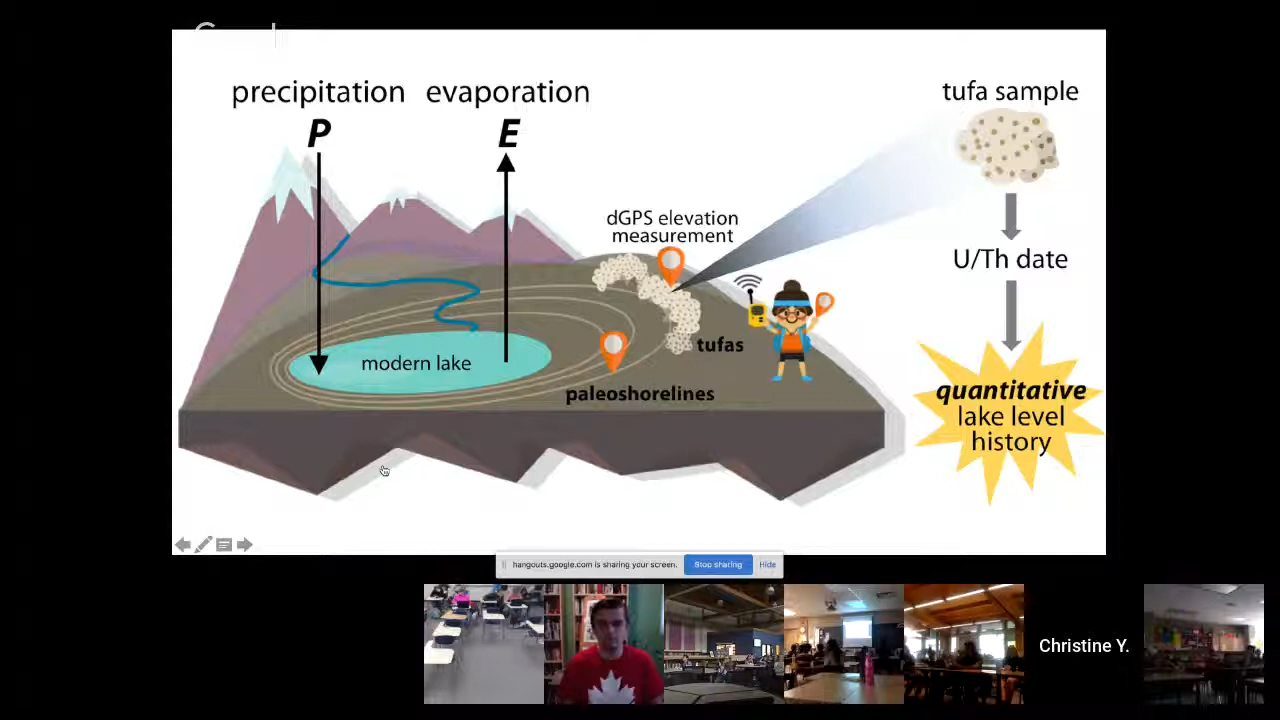 precipitation evaporation
P E
tufa sample
dGPS elevation
measurement
U/Th date
tufas
modern lake
paleoshorelines
quantitative
lake level
history
hangouts.google.com is sharing your screen. Stop sharing Hide
Christine Y.